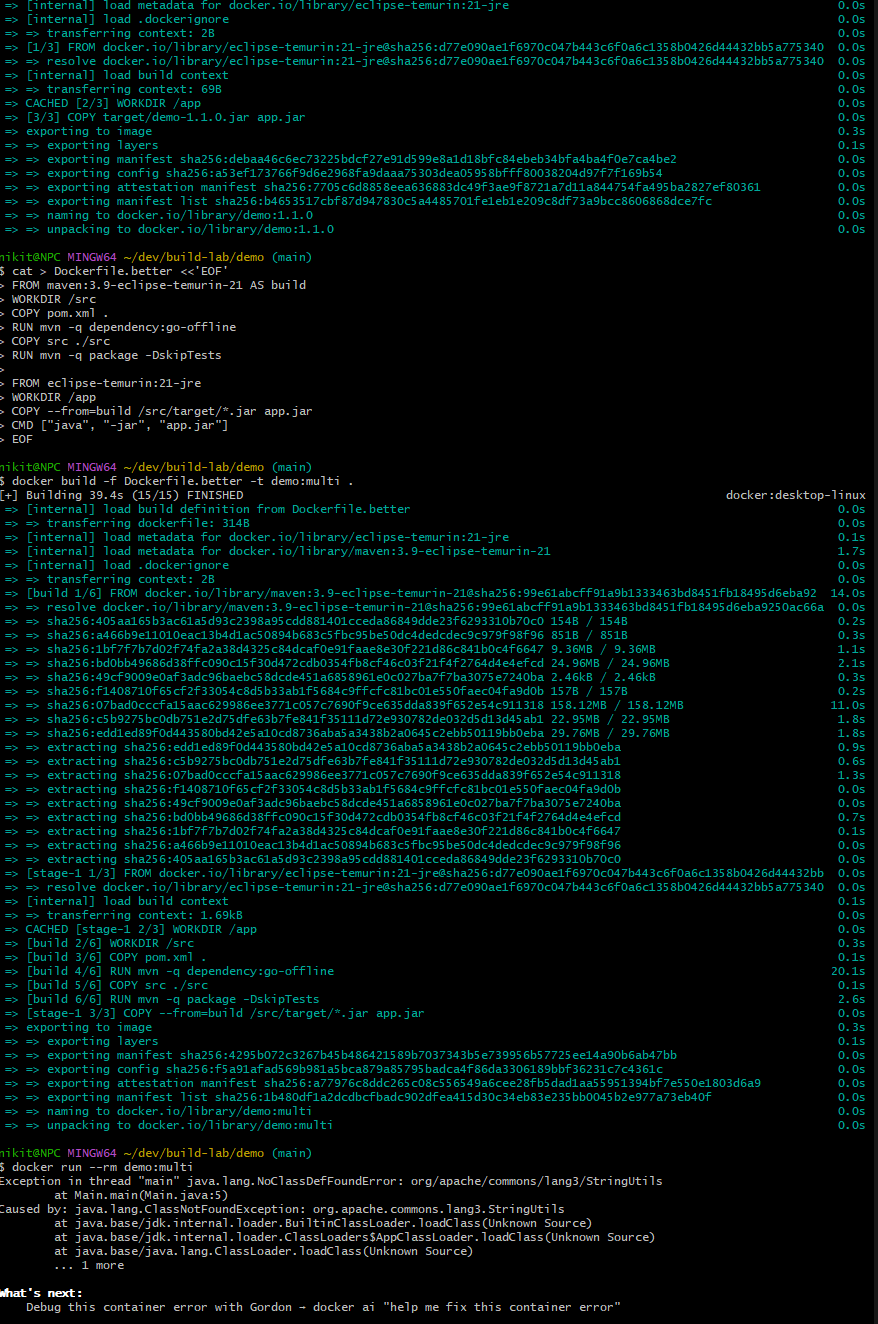 => [internal] load metadata for docker.io/library/eclipse-temurin:21-jre 0.0s
=> [internal] load .dockerignore 0.0s
=> => transferring context: 2B 0.0s
=> [1/3] FROM docker.io/library/eclipse-temurin:21-jre@sha256:d77e090ae1f6970c047b443c6f0a6c1358b0426d44432bb5a775340 0.0s
=> => resolve docker.io/library/eclipse-temurin:21-jre@sha256:d77e090ae1f6970c047b443c6f0a6c1358b0426d44432bb5a775340 0.0s
=> [internal] load build context 0.0s
=> => transferring context: 69B 0.0s
=> CACHED [2/3] WORKDIR /app 0.0s
=> [3/3] COPY target/demo-1.1.0.jar app.jar 0.0s
=> exporting to image 0.3s
=> => exporting layers 0.1s
=> => exporting manifest sha256:debaa46c6ec73225bdcf27e91d599e8a1d18bfc84ebeb34bfa4ba4f0e7ca4be2 0.0s
=> => exporting config sha256:a53ef173766f9d6e2968fa9daaa75303dea05958bfff80038204d97f7f169b54 0.0s
=> => exporting attestation manifest sha256:7705c6d8858eea636883dc49f3ae9f8721a7d11a844754fa495ba2827ef80361 0.0s
=> => exporting manifest list sha256:b4653517cbf87d947830c5a4485701fe1eb1e209c8df73a9bcc8606868dce7fc 0.0s
=> => naming to docker.io/library/demo:1.1.0 0.0s
=> => unpacking to docker.io/library/demo:1.1.0 0.0s
nikit@NPC MINGW64 ~/dev/build-lab/demo (main)
$ cat > Dockerfile.better <<'EOF'
> FROM maven:3.9-eclipse-temurin-21 AS build
> WORKDIR /src
> COPY pom.xml .
> RUN mvn -q dependency:go-offline
> COPY src ./src
> RUN mvn -q package -DskipTests
>
> FROM eclipse-temurin:21-jre
> WORKDIR /app
> COPY --from=build /src/target/*.jar app.jar
> CMD ["java", "-jar", "app.jar"]
> EOF
nikit@NPC MINGW64 ~/dev/build-lab/demo (main)
$ docker build -f Dockerfile.better -t demo:multi .
[+] Building 39.4s (15/15) FINISHED docker:desktop-linux
=> [internal] load build definition from Dockerfile.better 0.0s
=> => transferring dockerfile: 314B 0.0s
=> [internal] load metadata for docker.io/library/eclipse-temurin:21-jre 0.1s
=> [internal] load metadata for docker.io/library/maven:3.9-eclipse-temurin-21 1.7s
=> [internal] load .dockerignore 0.0s
=> => transferring context: 2B 0.0s
=> [build 1/6] FROM docker.io/library/maven:3.9-eclipse-temurin-21@sha256:99e61abcff91a9b1333463bd8451fb18495d6eba92 14.0s
=> => resolve docker.io/library/maven:3.9-eclipse-temurin-21@sha256:99e61abcff91a9b1333463bd8451fb18495d6eba9250ac66a 0.0s
=> => sha256:405aa165b3ac61a5d93c2398a95cdd881401cceda86849dde23f6293310b70c0 154B / 154B 0.2s
=> => sha256:a466b9e11010eac13b4d1ac50894b683c5fbc95be50dc4dedcdec9c979f98f96 851B / 851B 0.3s
=> => sha256:1bf7f7b7d02f74fa2a38d4325c84dcaf0e91faae8e30f221d86c841b0c4f6647 9.36MB / 9.36MB 1.1s
=> => sha256:bd0bb49686d38ffc090c15f30d472cdb0354fb8cf46c03f21f4f2764d4e4efcd 24.96MB / 24.96MB 2.1s
=> => sha256:49cf9009e0af3adc96baebc58dcde451a6858961e0c027ba7f7ba3075e7240ba 2.46kB / 2.46kB 0.3s
=> => sha256:f1408710f65cf2f33054c8d5b33ab1f5684c9ffcfc81bc01e550faec04fa9d0b 157B / 157B 0.2s
=> => sha256:07bad0cccfa15aac629986ee3771c057c7690f9ce635dda839f652e54c911318 158.12MB / 158.12MB 11.0s
=> => sha256:c5b9275bc0db751e2d75dfe63b7fe841f35111d72e930782de032d5d13d45ab1 22.95MB / 22.95MB 1.8s
=> => sha256:edd1ed89f0d443580bd42e5a10cd8736aba5a3438b2a0645c2ebb50119bb0eba 29.76MB / 29.76MB 1.8s
=> => extracting sha256:edd1ed89f0d443580bd42e5a10cd8736aba5a3438b2a0645c2ebb50119bb0eba 0.9s
=> => extracting sha256:c5b9275bc0db751e2d75dfe63b7fe841f35111d72e930782de032d5d13d45ab1 0.6s
=> => extracting sha256:07bad0cccfa15aac629986ee3771c057c7690f9ce635dda839f652e54c911318 1.3s
=> => extracting sha256:f1408710f65cf2f33054c8d5b33ab1f5684c9ffcfc81bc01e550faec04fa9d0b 0.0s
=> => extracting sha256:49cf9009e0af3adc96baebc58dcde451a6858961e0c027ba7f7ba3075e7240ba 0.0s
=> => extracting sha256:bd0bb49686d38ffc090c15f30d472cdb0354fb8cf46c03f21f4f2764d4e4efcd 0.7s
=> => extracting sha256:1bf7f7b7d02f74fa2a38d4325c84dcaf0e91faae8e30f221d86c841b0c4f6647 0.1s
=> => extracting sha256:a466b9e11010eac13b4d1ac50894b683c5fbc95be50dc4dedcdec9c979f98f96 0.0s
=> => extracting sha256:405aa165b3ac61a5d93c2398a95cdd881401cceda86849dde23f6293310b70c0 0.0s
=> [stage-1 1/3] FROM docker.io/library/eclipse-temurin:21-jre@sha256:d77e090ae1f6970c047b443c6f0a6c1358b0426d44432bb 0.0s
=> => resolve docker.io/library/eclipse-temurin:21-jre@sha256:d77e090ae1f6970c047b443c6f0a6c1358b0426d44432bb5a775340 0.0s
=> [internal] load build context 0.1s
=> => transferring context: 1.69kB 0.0s
=> CACHED [stage-1 2/3] WORKDIR /app 0.0s
=> [build 2/6] WORKDIR /src 0.3s
=> [build 3/6] COPY pom.xml . 0.1s
=> [build 4/6] RUN mvn -q dependency:go-offline 20.1s
=> [build 5/6] COPY src ./src 0.1s
=> [build 6/6] RUN mvn -q package -DskipTests 2.6s
=> [stage-1 3/3] COPY --from=build /src/target/*.jar app.jar 0.0s
=> exporting to image 0.3s
=> => exporting layers 0.1s
=> => exporting manifest sha256:4295b072c3267b45b486421589b7037343b5e739956b57725ee14a90b6ab47bb 0.0s
=> => exporting config sha256:f5a91afad569b981a5bca879a85795badca4f86da3306189bbf36231c7c4361c 0.0s
=> => exporting attestation manifest sha256:a77976c8ddc265c08c556549a6cee28fb5dad1aa55951394bf7e550e1803d6a9 0.0s
=> => exporting manifest list sha256:1b480df1a2dcdbcfbadc902dfea415d30c34eb83e235bb0045b2e977a73eb40f 0.0s
=> => naming to docker.io/library/demo:multi 0.0s
=> => unpacking to docker.io/library/demo:multi 0.0s
nikit@NPC MINGW64 ~/dev/build-lab/demo (main)
$ docker run --rm demo:multi
Exception in thread "main" java.lang.NoClassDefFoundError: org/apache/commons/lang3/StringUtils
at Main.main(Main.java:5)
Caused by: java.lang.ClassNotFoundException: org.apache.commons.lang3.StringUtils
at java.base/jdk.internal.loader.BuiltinClassLoader.loadClass(Unknown Source)
at java.base/jdk.internal.loader.ClassLoaders$AppClassLoader.loadClass(Unknown Source)
at java.base/java.lang.ClassLoader.loadClass(Unknown Source)
... 1 more
What's next:
Debug this container error with Gordon → docker ai "help me fix this container error"